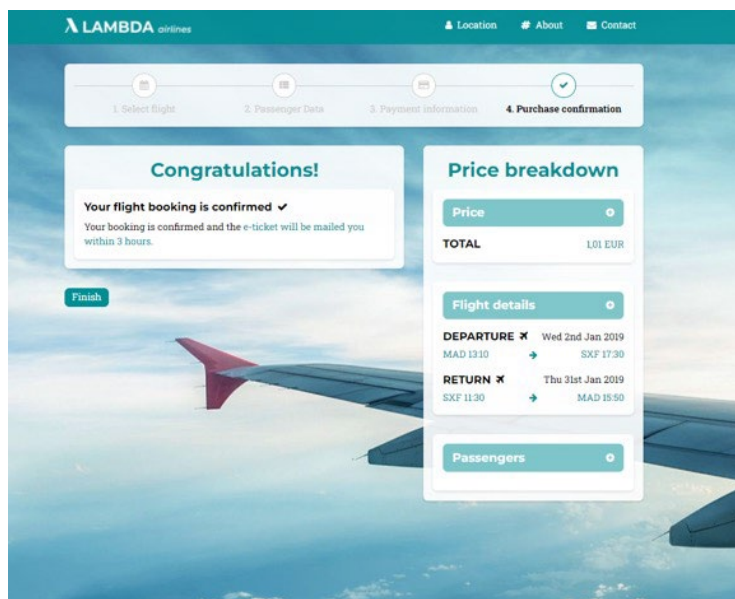 LAMBDA airlines
Location
About
Contact
1. Select flight
2. Passenger Data
3. Payment information
4. Purchase confirmation
Congratulations!
Your flight booking is confirmed
Your booking is confirmed and the e-ticket will be mailed you
within 3 hours.
Finish
Price breakdown
Price
TOTAL 1,01 EUR
Flight details
DEPARTURE Wed 2nd Jan 2019
MAD 13:10 → SXF 17:30
RETURN Thu 31st Jan 2019
SXF 11:30 → MAD 15:50
Passengers